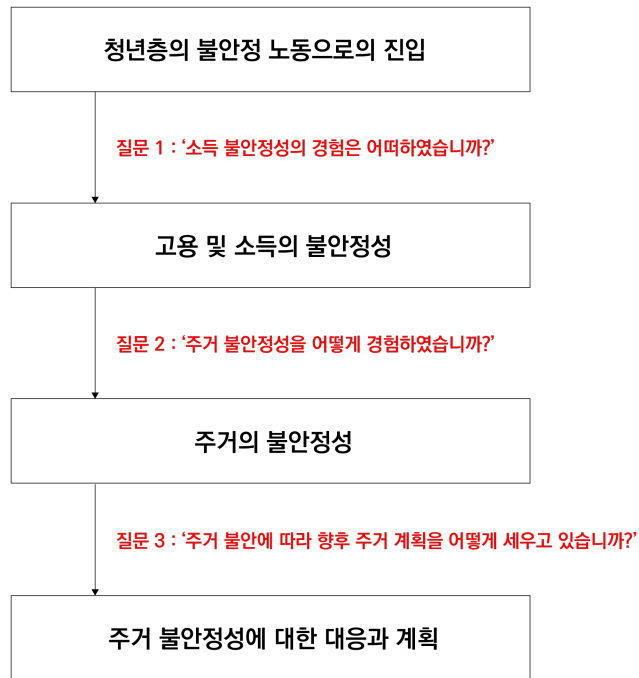 청년층의 불안정 노동으로의 진입
질문 1 : ‘소득 불안정성의 경험은 어떠하였습니까?’
고용 및 소득의 불안정성
질문 2 : ‘주거 불안정성을 어떻게 경험하였습니까?’
주거의 불안정성
질문 3 : ‘주거 불안에 따라 향후 주거 계획을 어떻게 세우고 있습니까?’
주거 불안정성에 대한 대응과 계획